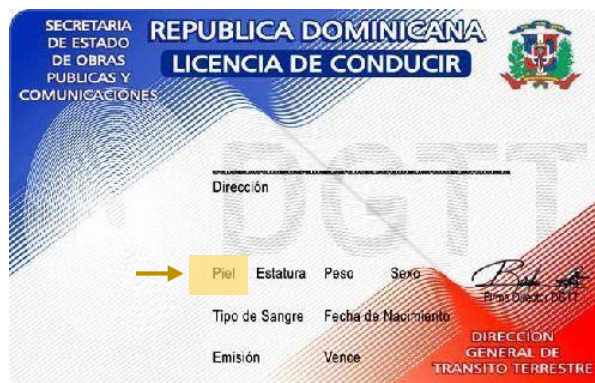 SECRETARIA
DE ESTADO
DE OBRAS
PUBLICAS Y
COMUNICACIONES
REPUBLICA DOMINICANA
LICENCIA DE CONDUCIR
DGTT
Dirección
Piel Estatura Peso Sexo
Firma Director DGTT
Tipo de Sangre Fecha de Nacimiento
Emisión Vence
DIRECCION
GENERAL DE
TRANSITO TERRESTRE